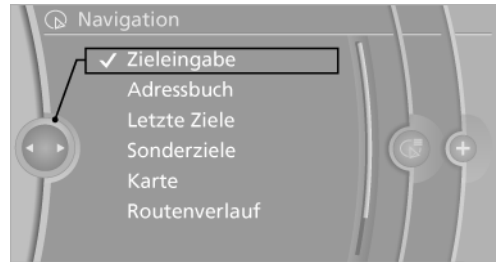 Navigation
Zieleingabe
Adressbuch
Letzte Ziele
Sonderziele
Karte
Routenverlauf